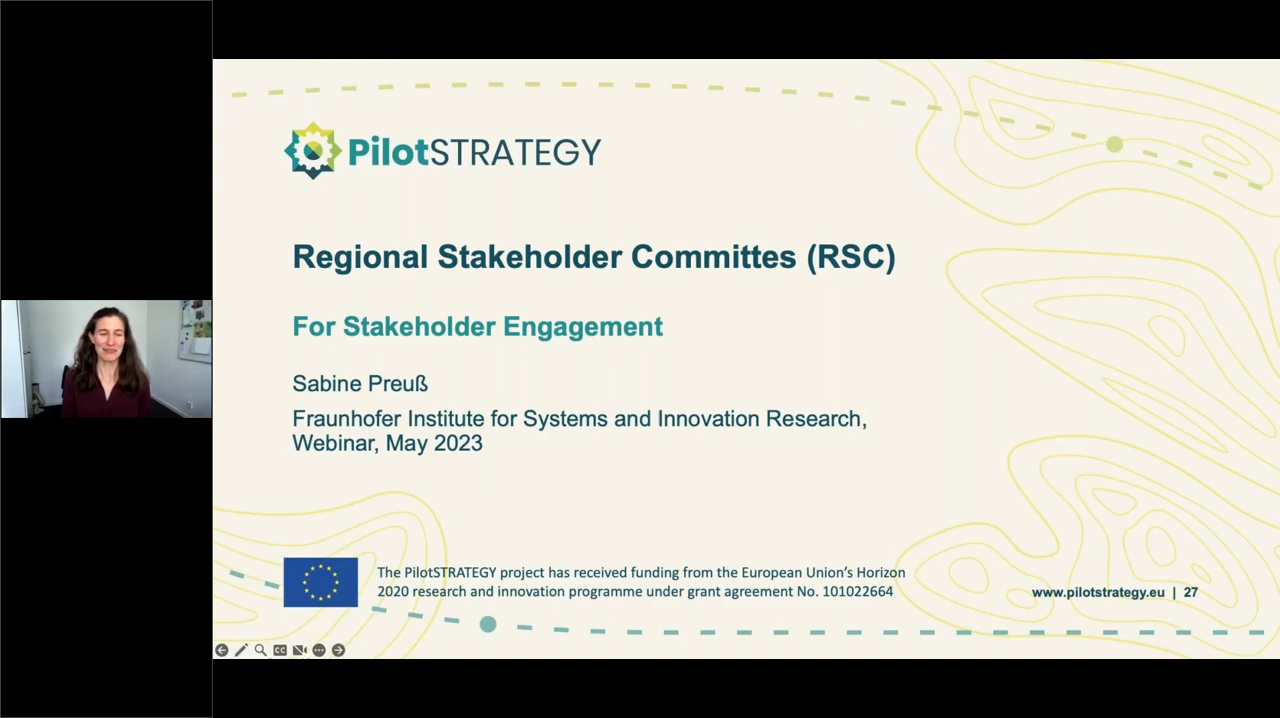 PilotSTRATEGY
Regional Stakeholder Committes (RSC)
For Stakeholder Engagement
Sabine Preuß
Fraunhofer Institute for Systems and Innovation Research,
Webinar, May 2023
The PilotSTRATEGY project has received funding from the European Union's Horizon
2020 research and innovation programme under grant agreement No. 101022664
www.pilotstrategy.eu | 27
CC